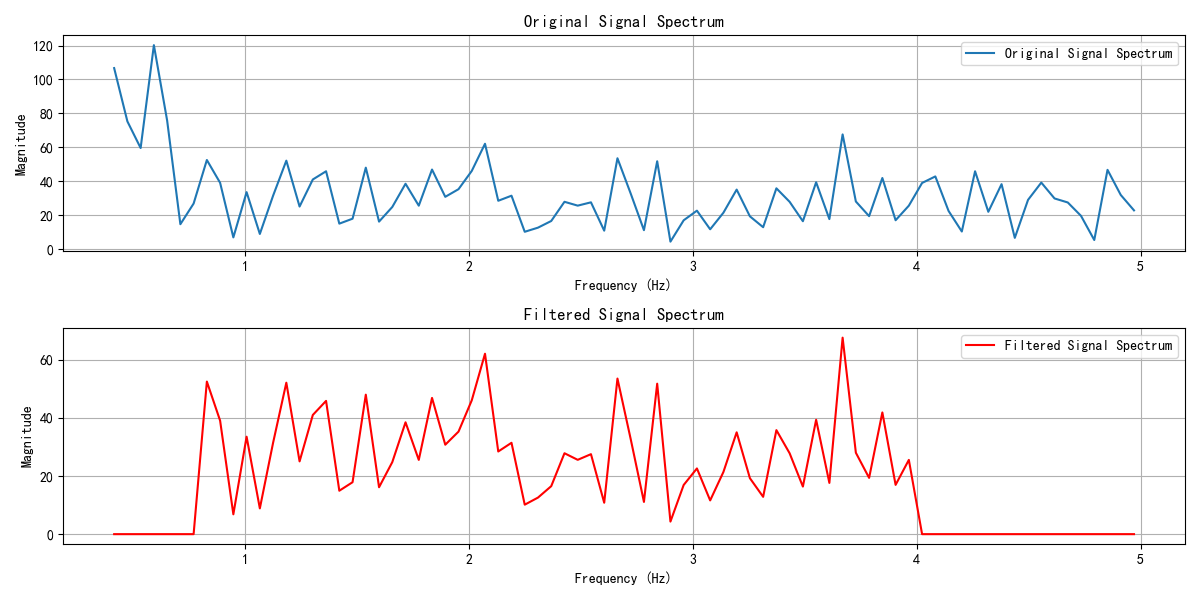 Original Signal Spectrum
120
100
80
60
40
20
0
Magnitude
Original Signal Spectrum
1 2 3 4 5
Frequency (Hz)
Filtered Signal Spectrum
60
40
20
0
Magnitude
Filtered Signal Spectrum
1 2 3 4 5
Frequency (Hz)